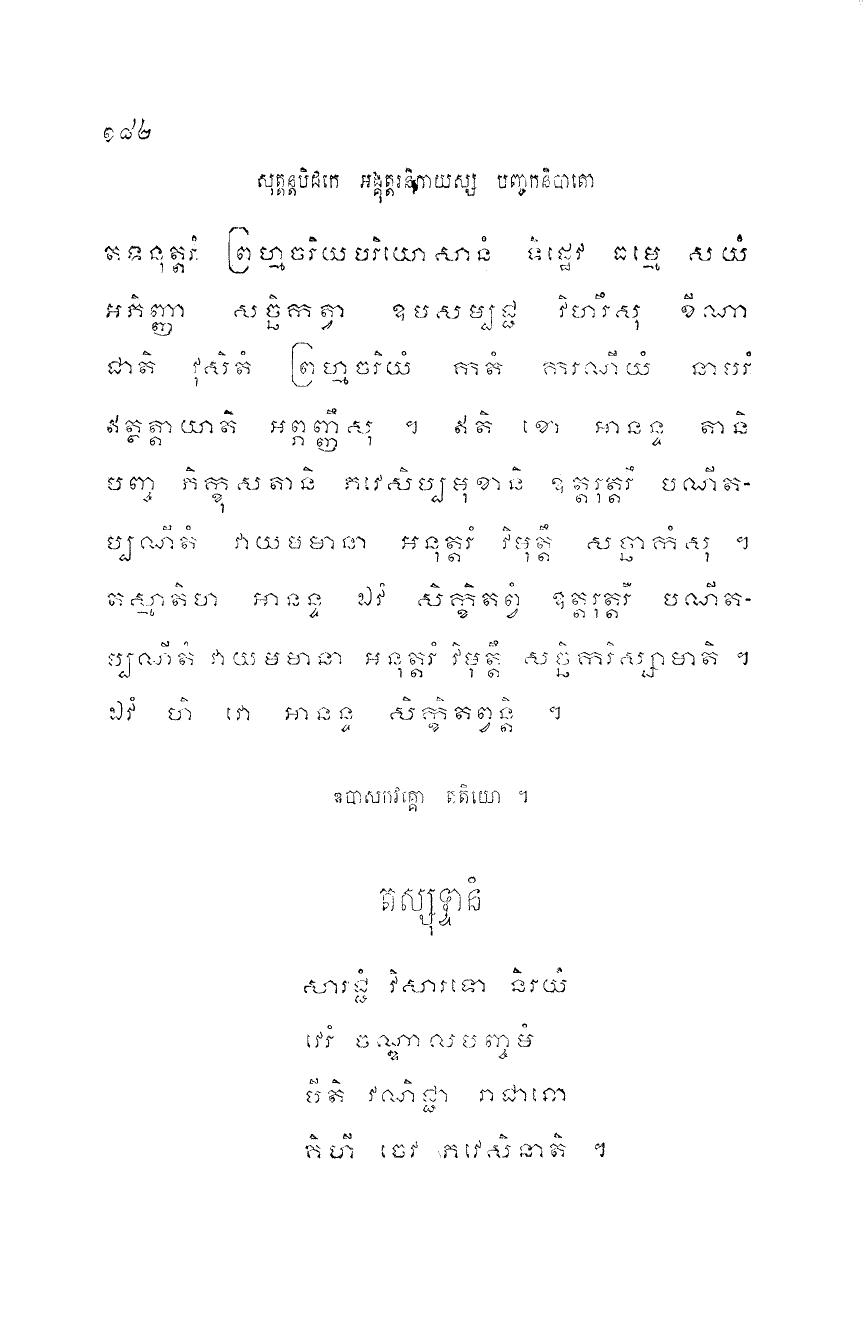 ១៨២
សុត្តន្តបិដកេ អង្គុត្តរនិកាយស្ស បញ្ចកនិបាតោ
តទនុត្តរំ ព្រហ្មចរិយបរិយោសានំ ទិដ្ឋេវ ធម្មេ សយំ
អភិញ្ញា សច្ឆិកត្វា ឧបសម្បជ្ជ វិហរឹសុ ខីណា
ជាតិ វុសិតំ ព្រហ្មចរិយំ កតំ ករណីយំ នាបរំ
ឥត្ថត្តាយាតិ អព្ភញ្ញឹសុ ។ ឥតិ ខោ អានន្ទ តានិ
បញ្ច ភិក្ខុសតានិ គវេសិប្បមុខានិ ឧត្តរុត្តរឹ បណីត-
ប្បណីតំ វាយមមានា អនុត្តរំ វិមុត្តឹ សច្ឆាកំសុ ។
តស្មាតិហ អានន្ទ ឯវំ សិក្ខិតព្វំ ឧត្តរុត្តរឹ បណីត-
ប្បណីតំ វាយមមានា អនុត្តរំ វិមុត្តឹ សច្ឆិករិស្សាមាតិ ។
ឯវំ ហិ វោ អានន្ទ សិក្ខិតព្វន្តិ ។
ឧបាសកវគ្គោ តតិយោ ។
តស្សុទ្ទានំ
សារជ្ជំ វិសារទោ និរយំ
វេរំ ចណ្ឌាលបញ្ចមំ
បីតិ វណិជ្ជា រាជានោ
គិហី ចេវ គវេសិនាតិ ។